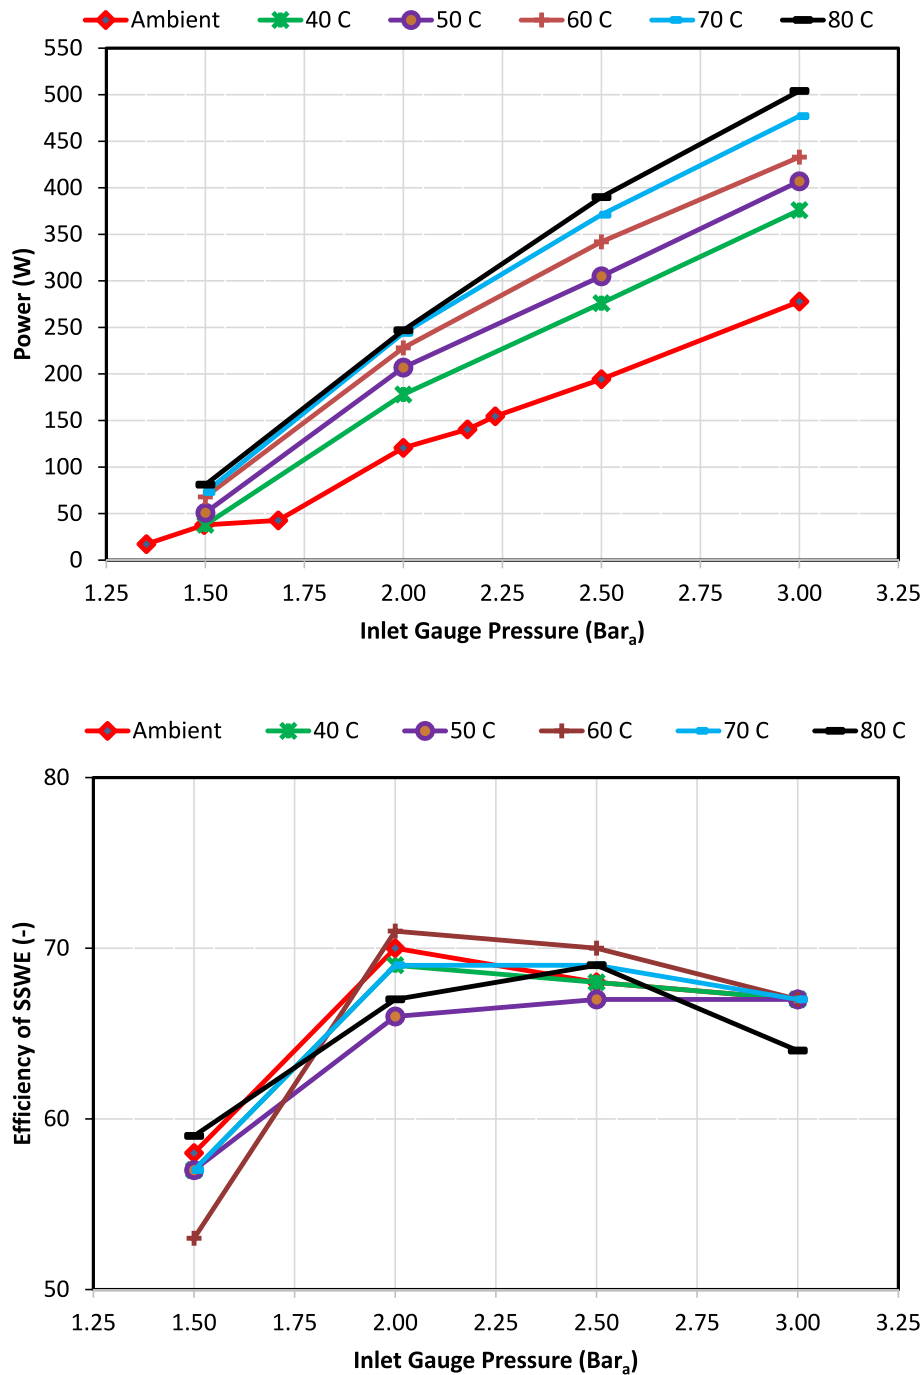 Ambient 40 C 50 C 60 C 70 C 80 C
550
500
450
400
350
300
250
200
150
100
50
0
Power (W)
1.25 1.50 1.75 2.00 2.25 2.50 2.75 3.00 3.25
Inlet Gauge Pressure (Barₐ)
Ambient 40 C 50 C 60 C 70 C 80 C
80
70
60
50
Efficiency of SSWE (-)
1.25 1.50 1.75 2.00 2.25 2.50 2.75 3.00 3.25
Inlet Gauge Pressure (Barₐ)